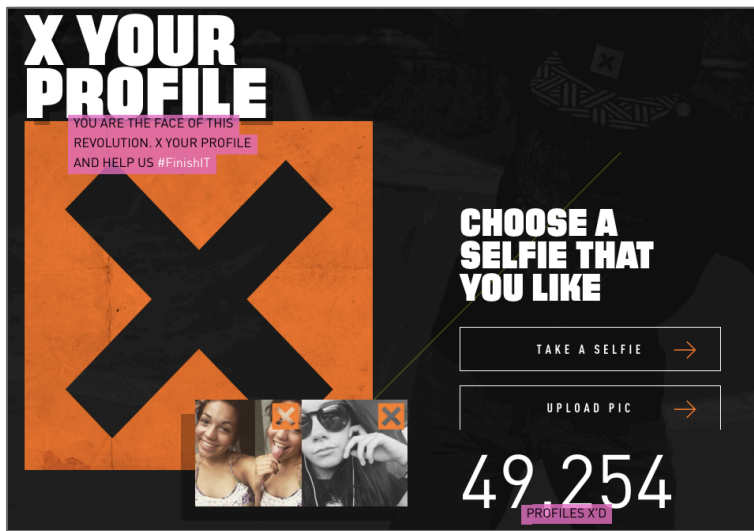 X YOUR
PROFILE
YOU ARE THE FACE OF THIS
REVOLUTION. X YOUR PROFILE
AND HELP US #FinishIT
CHOOSE A
SELFIE THAT
YOU LIKE
TAKE A SELFIE
UPLOAD PIC
49,254
PROFILES X'D